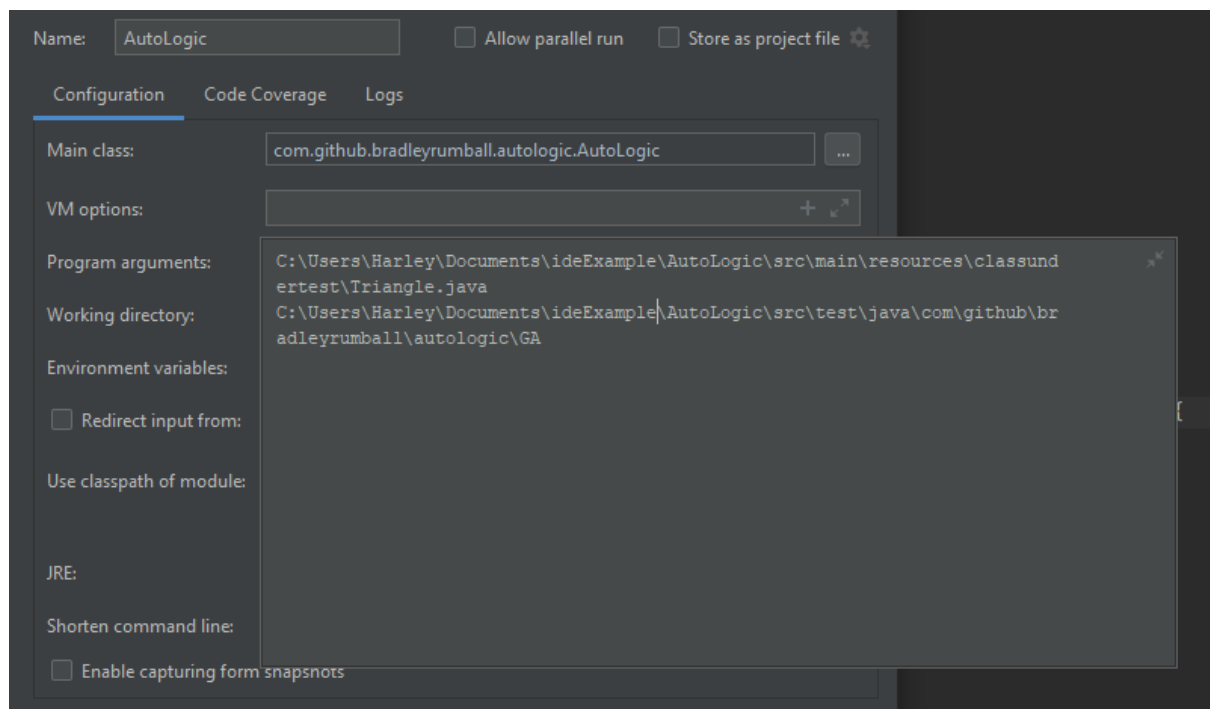 Name: AutoLogic Allow parallel run Store as project file
Configuration Code Coverage Logs
Main class: com.github.bradleyrumball.autologic.AutoLogic ...
VM options:
Program arguments: C:\Users\Harley\Documents\ideExample\AutoLogic\src\main\resources\classund
ertest\Triangle.java
Working directory: C:\Users\Harley\Documents\ideExample\AutoLogic\src\test\java\com\github\br
adleyrumball\autologic\GA
Environment variables:
Redirect input from: {
Use classpath of module:
JRE:
Shorten command line:
Enable capturing form snapshots